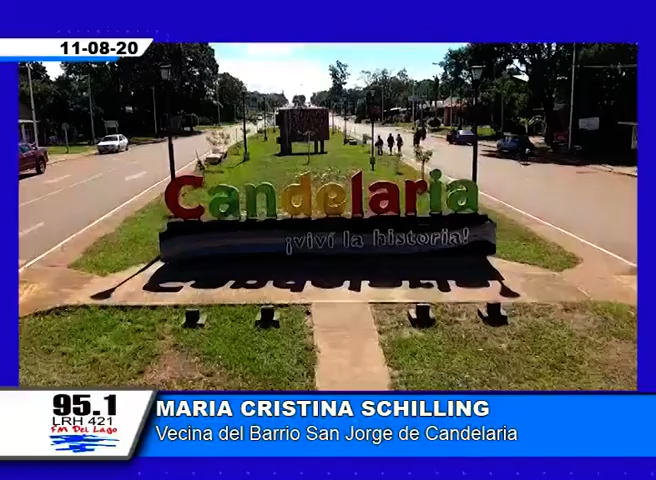 11-08-20
Candelaria
¡viví la historia!
95.1
LRH 421
FM Del Lago
MARIA CRISTINA SCHILLING
Vecina del Barrio San Jorge de Candelaria